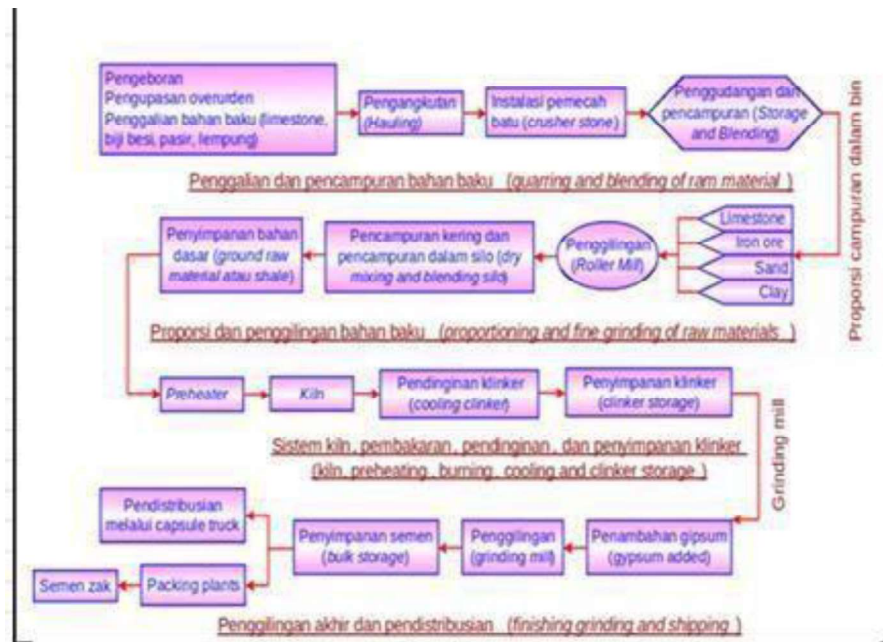 Pengeboran
Pengupasan overurden
Penggalian bahan baku (limestone,
biji besi, pasir, lempung)
Pengangkutan
(Hauling)
Instalasi pemecah
batu (crusher stone)
Penggudangan dan
pencampuran (Storage
and Blending)
Proporsi campuran dalam bin
Penggalian dan pencampuran bahan baku (quarring and blending of ram material)
Limestone
Iron ore
Sand
Clay
Penggilingan
(Roller Mill)
Pencampuran kering dan
pencampuran dalam silo (dry
mixing and blending silo)
Penyimpanan bahan
dasar (ground raw
material atau shale)
Proporsi dan penggilingan bahan baku (proportioning and fine grinding of raw materials)
Preheater
Kiln
Pendinginan klinker
(cooling clinker)
Penyimpanan klinker
(clinker storage)
Grinding mill
Sistem kiln, pembakaran, pendinginan, dan penyimpanan klinker
(kiln, preheating, burning, cooling and clinker storage)
Penambahan gipsum
(gypsum added)
Penggilingan
(grinding mill)
Penyimpanan semen
(bulk storage)
Pendistribusian
melalui capsule truck
Packing plants
Semen zak
Penggilingan akhir dan pendistribusian (finishing grinding and shipping)